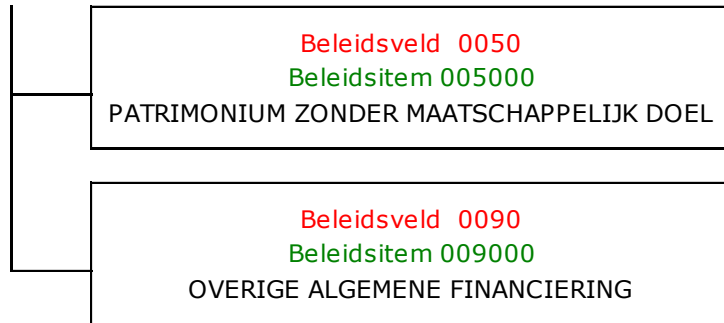 Beleidsveld 0050
Beleidsitem 005000
PATRIMONIUM ZONDER MAATSCHAPPELIJK DOEL
Beleidsveld 0090
Beleidsitem 009000
OVERIGE ALGEMENE FINANCIERING